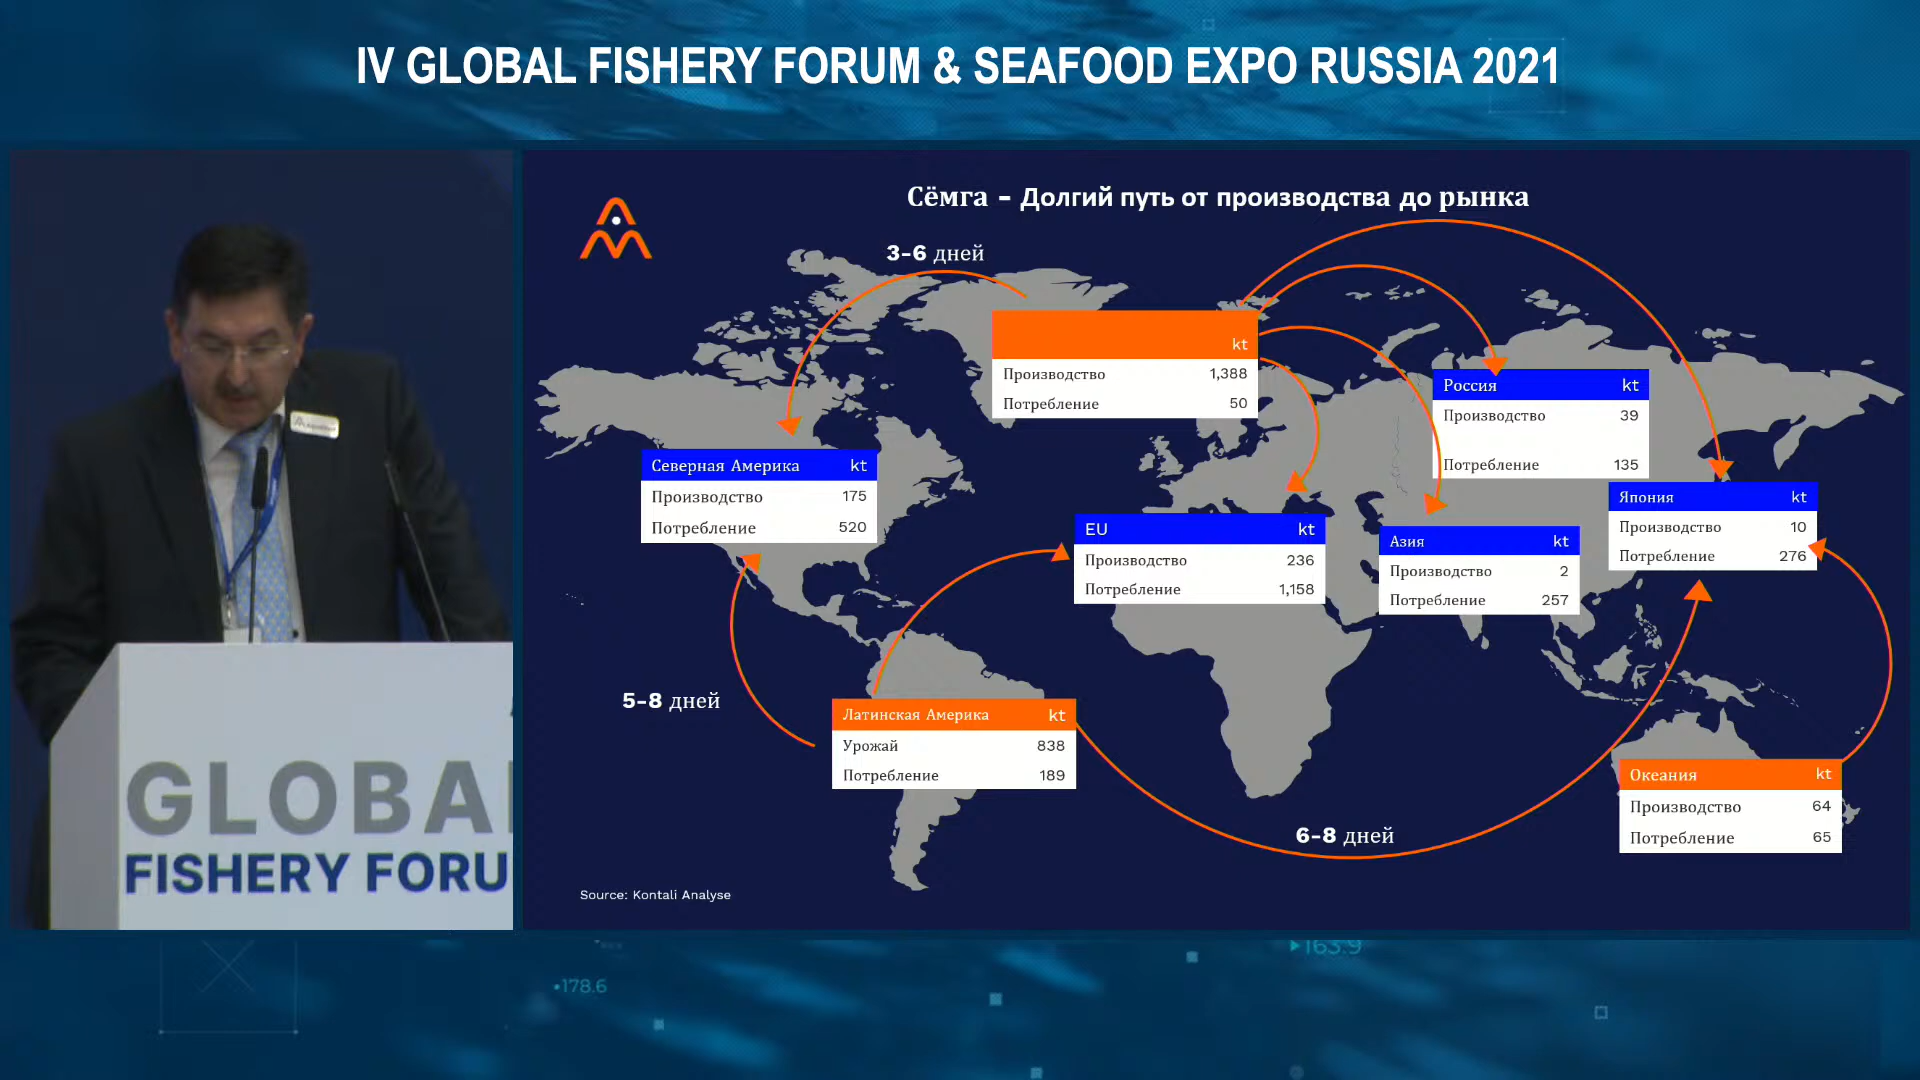 IV GLOBAL FISHERY FORUM & SEAFOOD EXPO RUSSIA 2021
Сёмга – Долгий путь от производства до рынка
3-6 дней
kt
Производство 1,388
Потребление 50
Россия kt
Производство 39
Потребление 135
Северная Америка kt
Производство 175
Потребление 520
Япония kt
Производство 10
Потребление 276
EU kt
Производство 236
Потребление 1,158
Азия kt
Производство 2
Потребление 257
5-8 дней
Латинская Америка kt
Урожай 838
Потребление 189
Океания kt
Производство 64
Потребление 65
6-8 дней
Source: Kontali Analyse
GLOBAL
FISHERY FORU
163.9
178.6